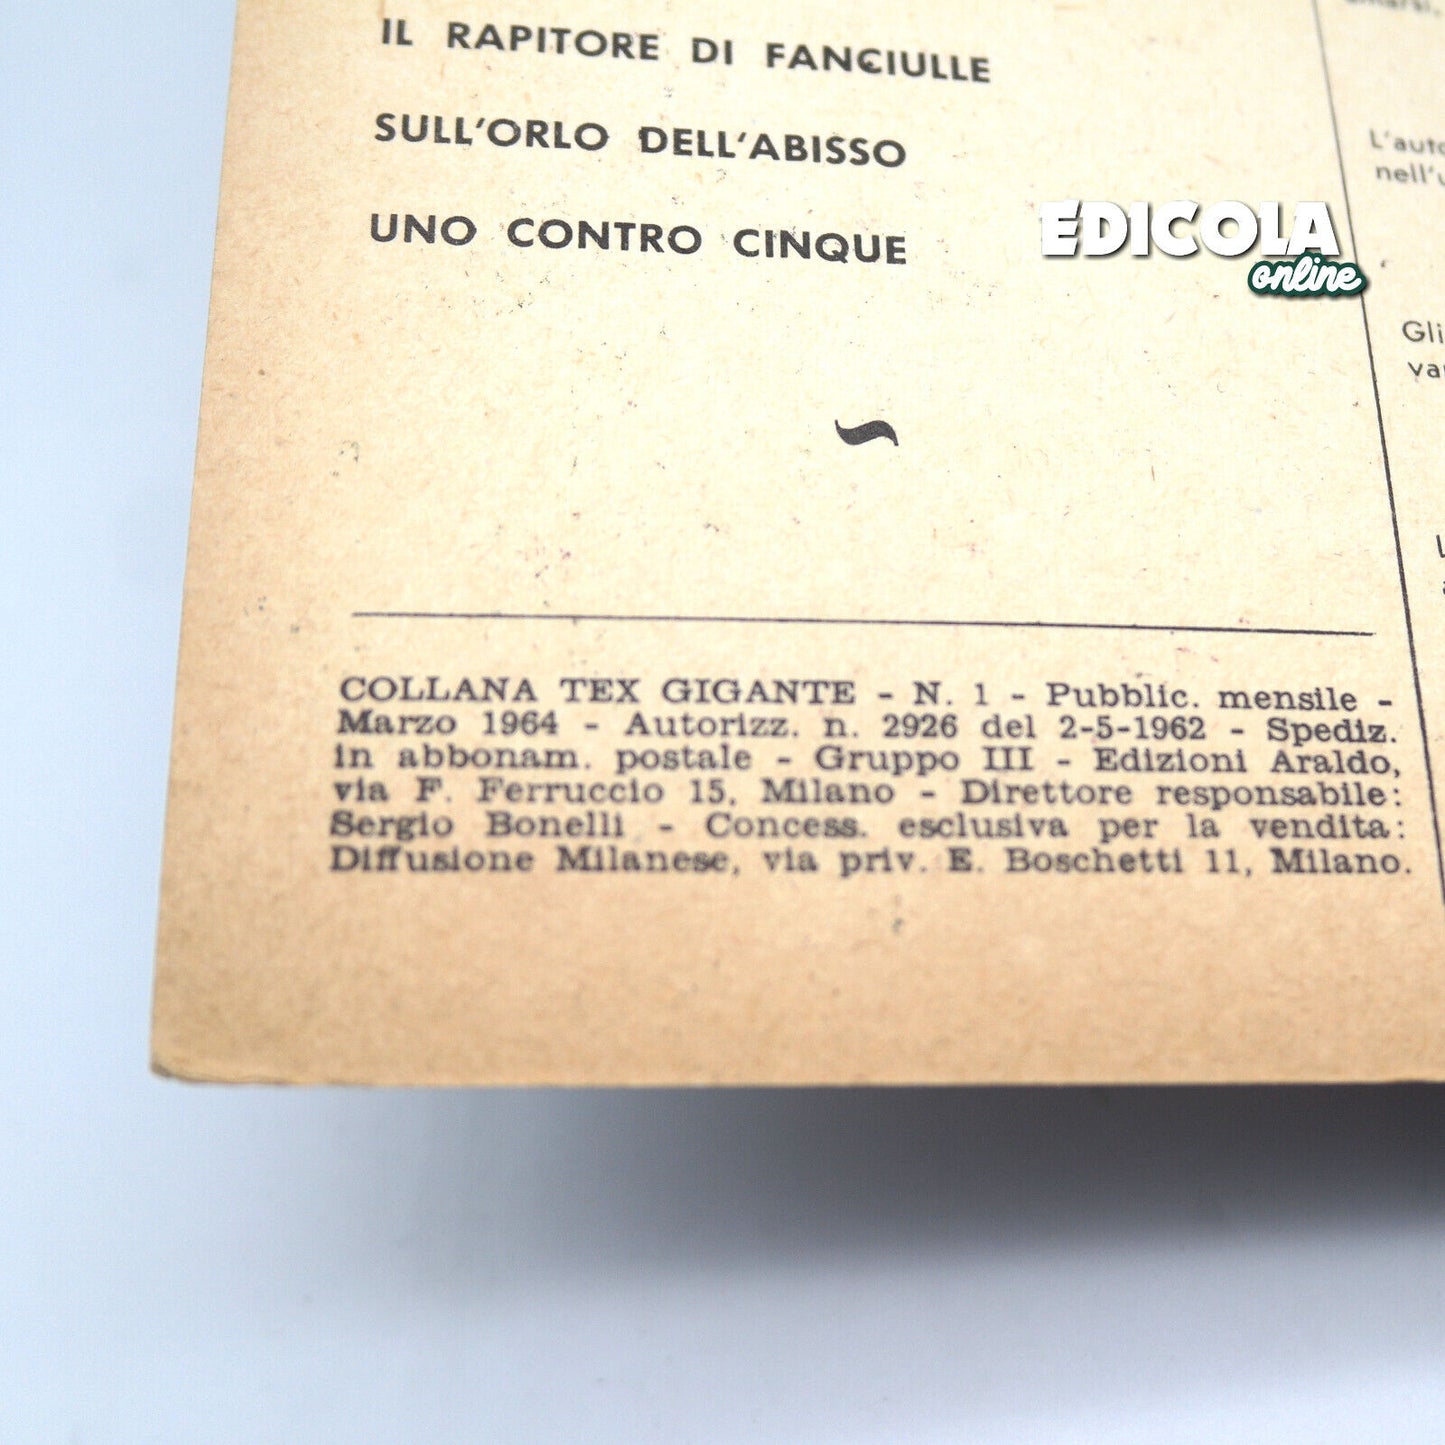 IL RAPITORE DI FANCIULLE
SULL'ORLO DELL'ABISSO
UNO CONTRO CINQUE
EDICOLA
online
COLLANA TEX GIGANTE - N. 1 - Pubblic. mensile -
Marzo 1964 - Autorizz. n. 2926 del 2-5-1962 - Spediz.
in abbonam. postale - Gruppo III - Edizioni Araldo,
via F. Ferruccio 15, Milano - Direttore responsabile:
Sergio Bonelli - Concess. esclusiva per la vendita:
Diffusione Milanese, via priv. E. Boschetti 11, Milano.
Gli